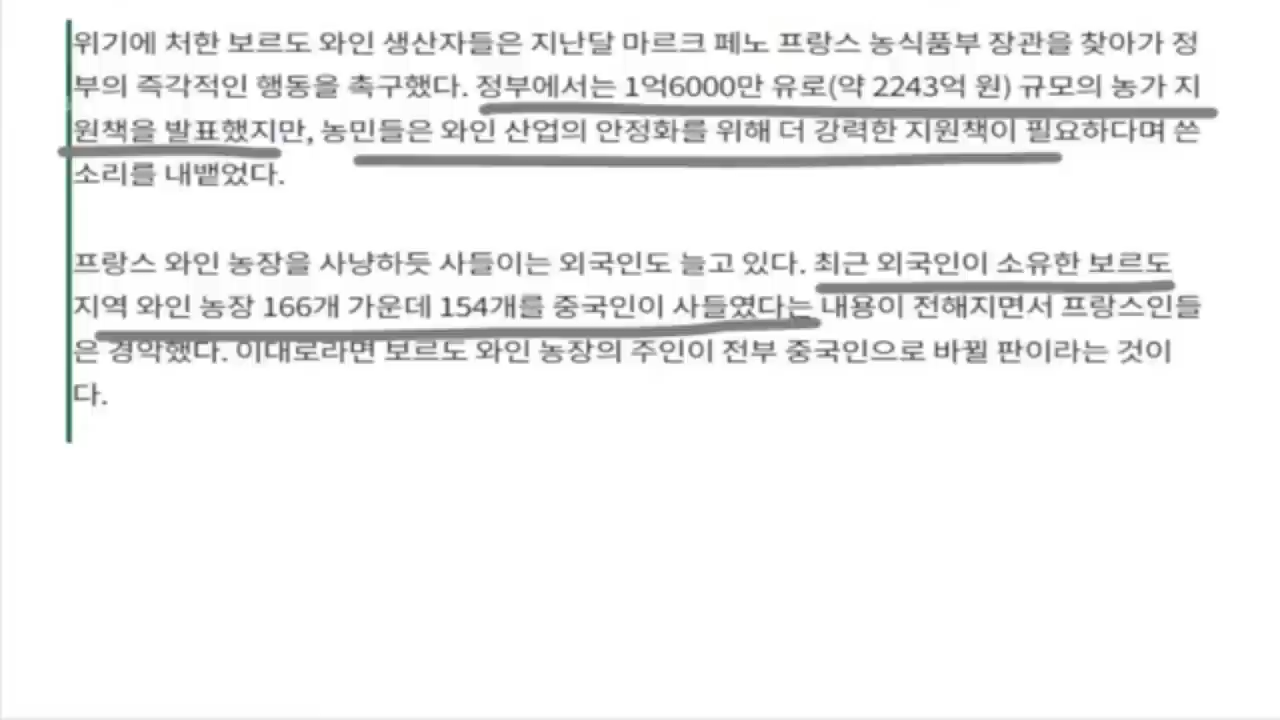 위기에 처한 보르도 와인 생산자들은 지난달 마르크 페노 프랑스 농식품부 장관을 찾아가 정
부의 즉각적인 행동을 촉구했다. 정부에서는 1억6000만 유로(약 2243억 원) 규모의 농가 지
원책을 발표했지만, 농민들은 와인 산업의 안정화를 위해 더 강력한 지원책이 필요하다며 쓴
소리를 내뱉었다.
프랑스 와인 농장을 사냥하듯 사들이는 외국인도 늘고 있다. 최근 외국인이 소유한 보르도
지역 와인 농장 166개 가운데 154개를 중국인이 사들였다는 내용이 전해지면서 프랑스인들
은 경악했다. 이대로라면 보르도 와인 농장의 주인이 전부 중국인으로 바뀔 판이라는 것이
다.